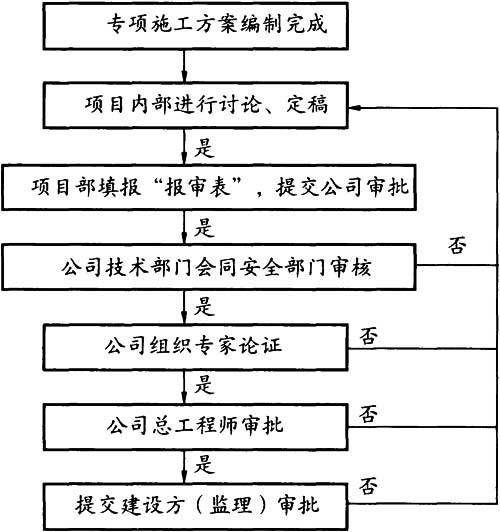 专项施工方案编制完成
项目内部进行讨论、定稿
是
项目部填报“报审表”,提交公司审批
是
公司技术部门会同安全部门审核
否
是
公司组织专家论证
否
是
公司总工程师审批
否
是
提交建设方(监理)审批
否